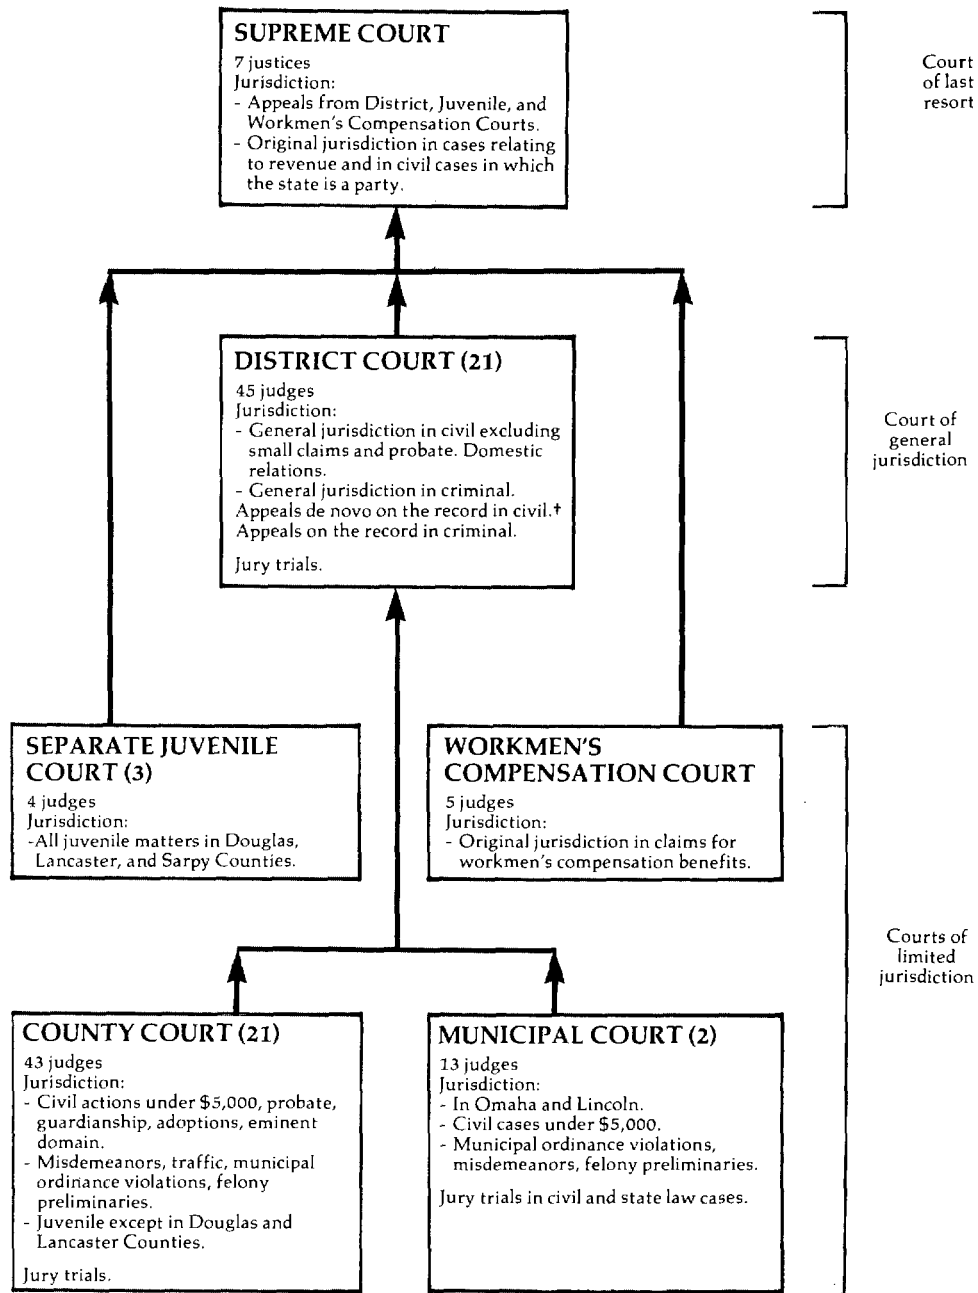 SUPREME COURT
7 justices
Jurisdiction:
- Appeals from District, Juvenile, and
Workmen's Compensation Courts.
- Original jurisdiction in cases relating
to revenue and in civil cases in which
the state is a party.
Court
of last
resort
DISTRICT COURT (21)
45 judges
Jurisdiction:
- General jurisdiction in civil excluding
small claims and probate. Domestic
relations.
- General jurisdiction in criminal.
Appeals de novo on the record in civil.†
Appeals on the record in criminal.
Jury trials.
Court of
general
jurisdiction
SEPARATE JUVENILE
COURT (3)
4 judges
Jurisdiction:
-All juvenile matters in Douglas,
Lancaster, and Sarpy Counties.
WORKMEN'S
COMPENSATION COURT
5 judges
Jurisdiction:
- Original jurisdiction in claims for
workmen's compensation benefits.
Courts of
limited
jurisdiction
COUNTY COURT (21)
43 judges
Jurisdiction:
- Civil actions under $5,000, probate,
guardianship, adoptions, eminent
domain.
- Misdemeanors, traffic, municipal
ordinance violations, felony
preliminaries.
- Juvenile except in Douglas and
Lancaster Counties.
Jury trials.
MUNICIPAL COURT (2)
13 judges
Jurisdiction:
- In Omaha and Lincoln.
- Civil cases under $5,000.
- Municipal ordinance violations,
misdemeanors, felony preliminaries.
Jury trials in civil and state law cases.